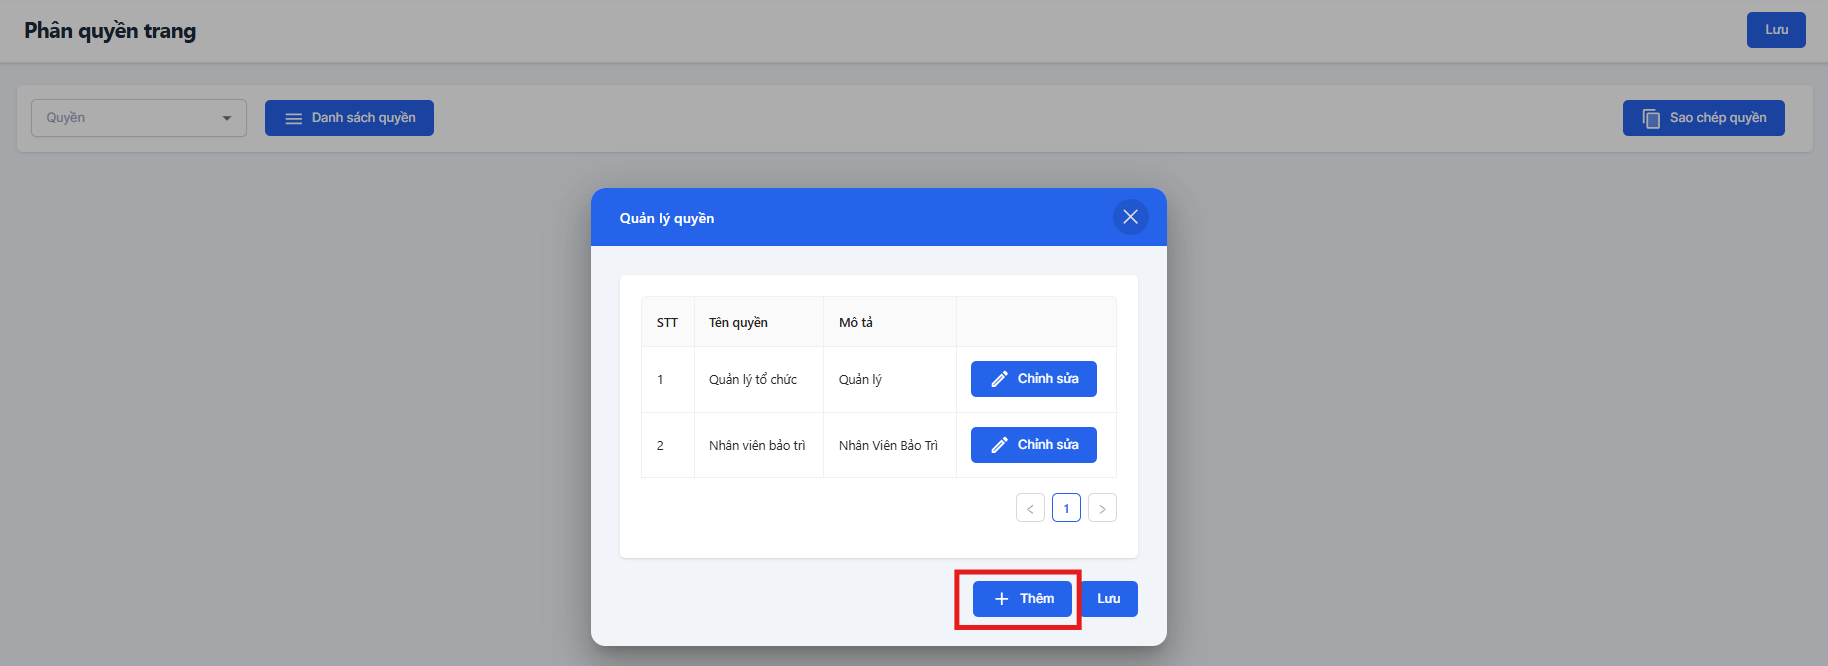 Phân quyền trang
Lưu
Quyền
Danh sách quyền
Sao chép quyền
Quản lý quyền
STT Tên quyền Mô tả
1 Quản lý tổ chức Quản lý Chỉnh sửa
2 Nhân viên bảo trì Nhân Viên Bảo Trì Chỉnh sửa
< 1 >
+ Thêm Lưu